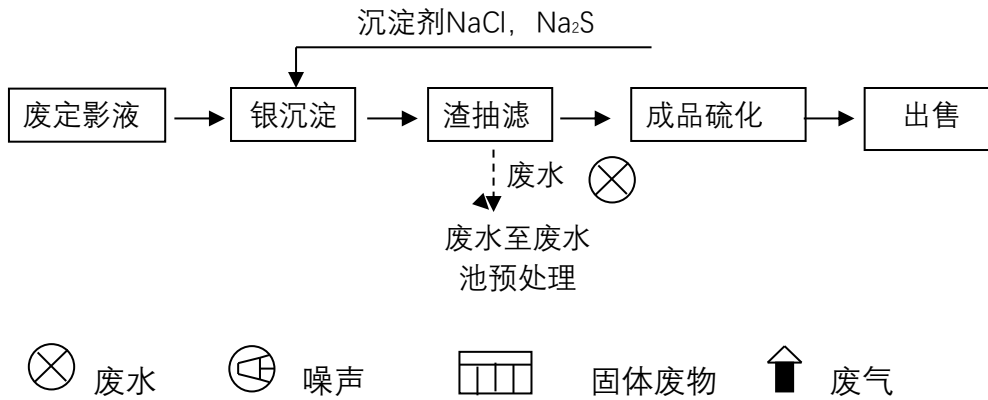 沉淀剂NaCl，Na₂S
废定影液
银沉淀
渣抽滤
成品硫化
出售
废水
废水至废水
池预处理
废水
噪声
固体废物
废气